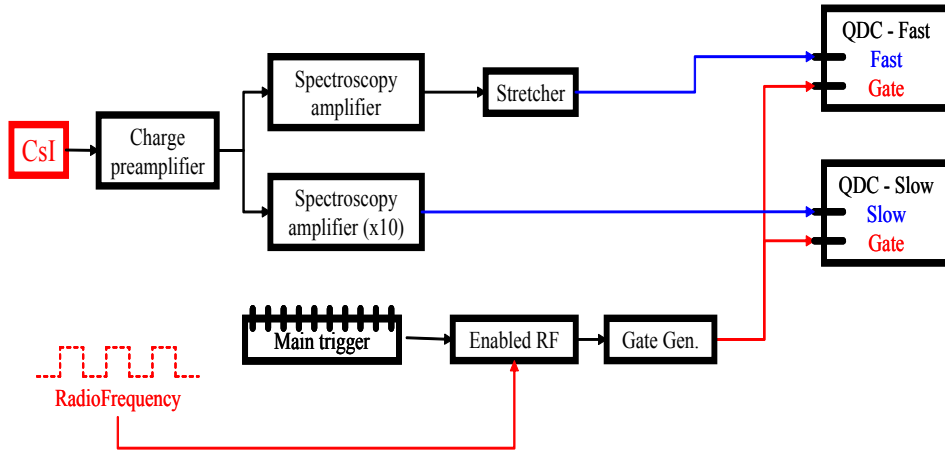 QDC - Fast
Fast
Gate
Spectroscopy
amplifier
Stretcher
CsI
Charge
preamplifier
Spectroscopy
amplifier (x10)
QDC - Slow
Slow
Gate
Main trigger
Enabled RF
Gate Gen.
RadioFrequency